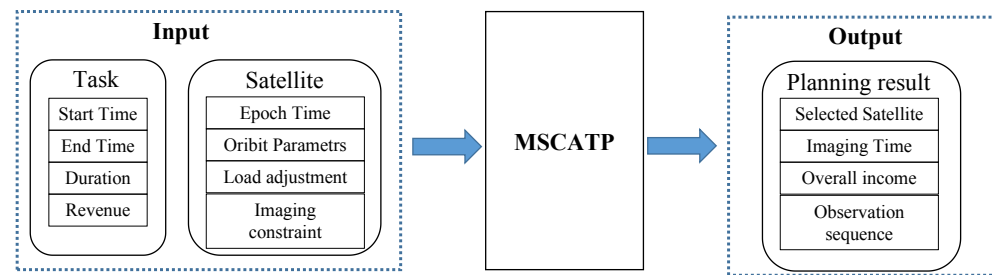 Input
Task
Start Time
End Time
Duration
Revenue
Satellite
Epoch Time
Oribit Parametrs
Load adjustment
Imaging
constraint
MSCATP
Output
Planning result
Selected Satellite
Imaging Time
Overall income
Observation
sequence